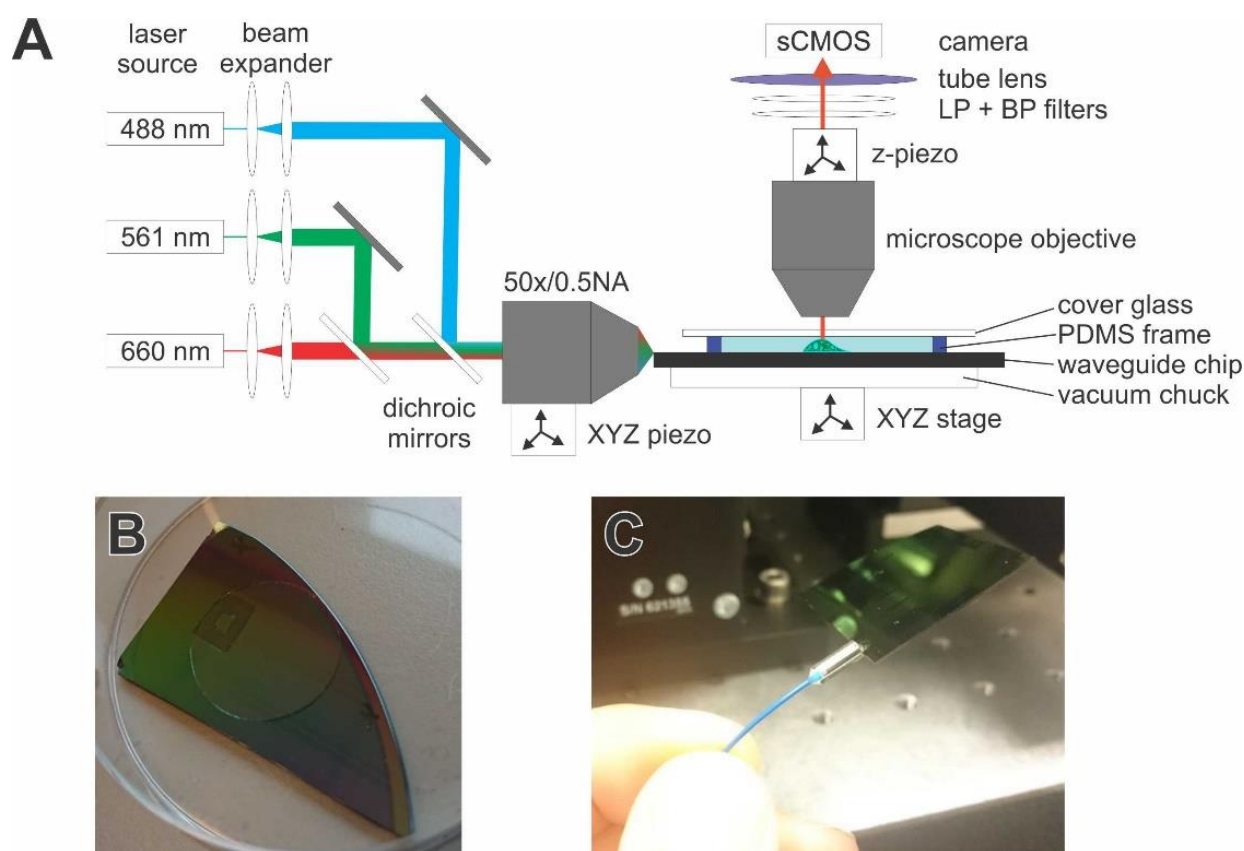 A
laser
source
beam
expander
488 nm
561 nm
660 nm
dichroic
mirrors
50x/0.5NA
XYZ piezo
sCMOS
camera
tube lens
LP + BP filters
z-piezo
microscope objective
cover glass
PDMS frame
waveguide chip
vacuum chuck
XYZ stage
B
C
S/N 621355